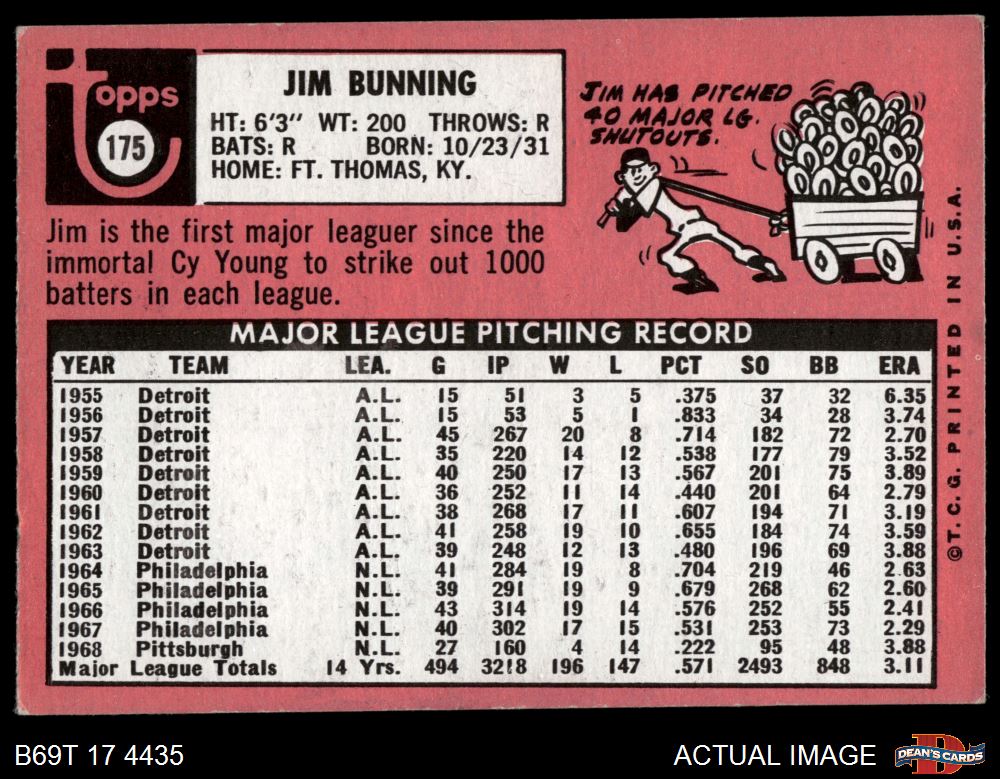 topps
175
JIM BUNNING
HT: 6'3" WT: 200 THROWS: R
BATS: R BORN: 10/23/31
HOME: FT. THOMAS, KY.
JIM HAS PITCHED
40 MAJOR LG.
SHUTOUTS.
Jim is the first major leaguer since the
immortal Cy Young to strike out 1000
batters in each league.
MAJOR LEAGUE PITCHING RECORD
YEAR TEAM LEA. G IP W L PCT SO BB ERA
1955 Detroit A.L. 15 51 3 5 .375 37 32 6.35
1956 Detroit A.L. 15 53 5 1 .833 34 28 3.74
1957 Detroit A.L. 45 267 20 8 .714 182 72 2.70
1958 Detroit A.L. 35 220 14 12 .538 177 79 3.52
1959 Detroit A.L. 40 250 17 13 .567 201 75 3.89
1960 Detroit A.L. 36 252 11 14 .440 201 64 2.79
1961 Detroit A.L. 38 268 17 11 .607 194 71 3.19
1962 Detroit A.L. 41 258 19 10 .655 184 74 3.59
1963 Detroit A.L. 39 248 12 13 .480 196 69 3.88
1964 Philadelphia N.L. 41 284 19 8 .704 219 46 2.63
1965 Philadelphia N.L. 39 291 19 9 .679 268 62 2.60
1966 Philadelphia N.L. 43 314 19 14 .576 252 55 2.41
1967 Philadelphia N.L. 40 302 17 15 .531 253 73 2.29
1968 Pittsburgh N.L. 27 160 4 14 .222 95 48 3.88
Major League Totals 14 Yrs. 494 3218 196 147 .571 2493 848 3.11
©T.C.G. PRINTED IN U.S.A.
B69T 17 4435
ACTUAL IMAGE
DEAN'S CARDS